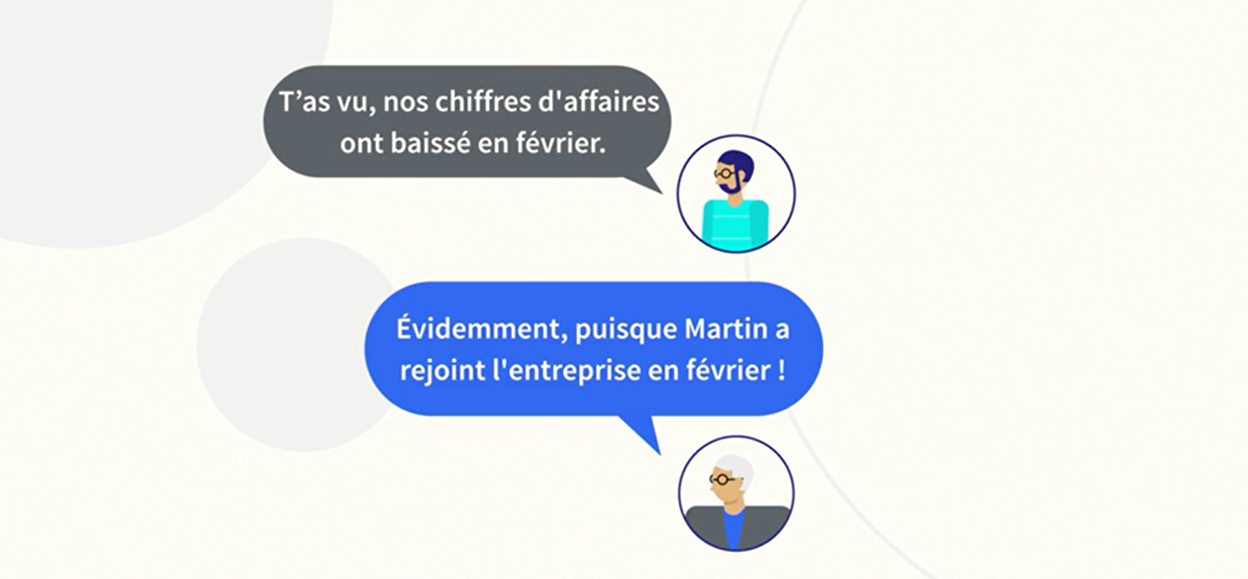 T’as vu, nos chiffres d'affaires
ont baissé en février.
Évidemment, puisque Martin a
rejoint l'entreprise en février !